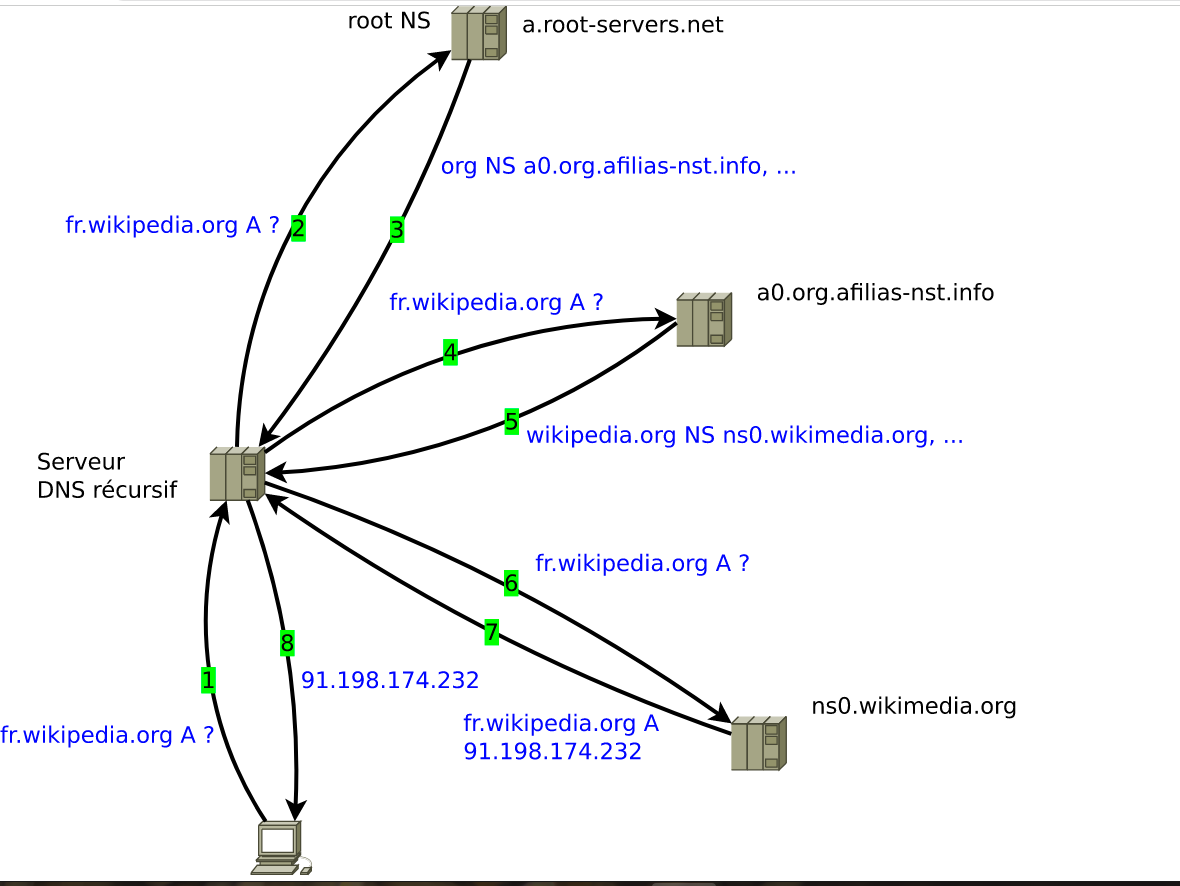 root NS
a.root-servers.net
org NS a0.org.afilias-nst.info, ...
fr.wikipedia.org A ?
2
3
fr.wikipedia.org A ?
a0.org.afilias-nst.info
4
5
wikipedia.org NS ns0.wikimedia.org, ...
Serveur
DNS récursif
fr.wikipedia.org A ?
6
7
8
1
91.198.174.232
fr.wikipedia.org A ?
fr.wikipedia.org A
91.198.174.232
ns0.wikimedia.org